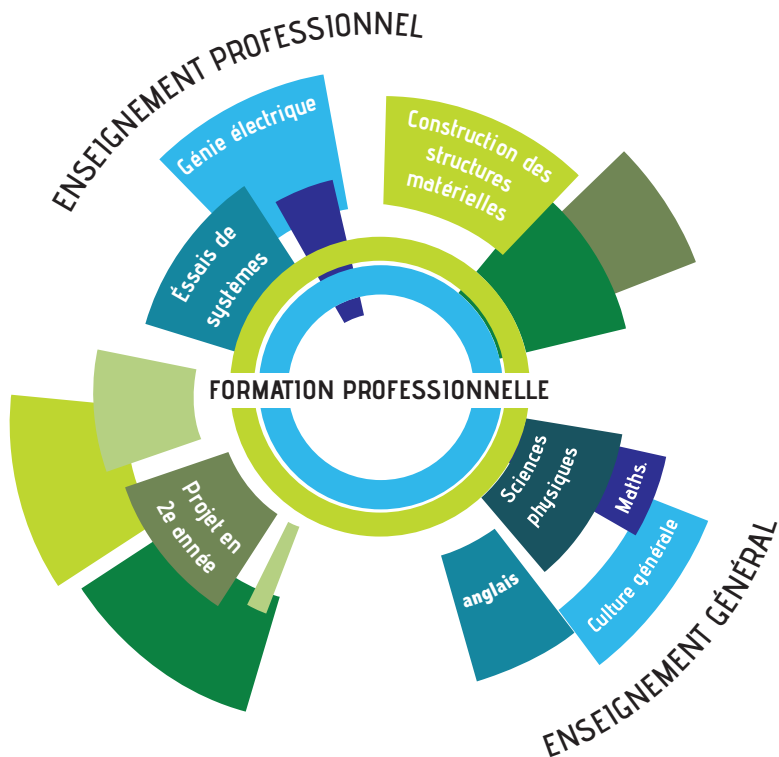 ENSEIGNEMENT PROFESSIONNEL
Génie électrique
Construction des
structures
matérielles
Éssais de
systèmes
FORMATION PROFESSIONNELLE
Sciences
physiques
Maths.
Projet en
2e année
anglais
Culture générale
ENSEIGNEMENT GÉNÉRAL